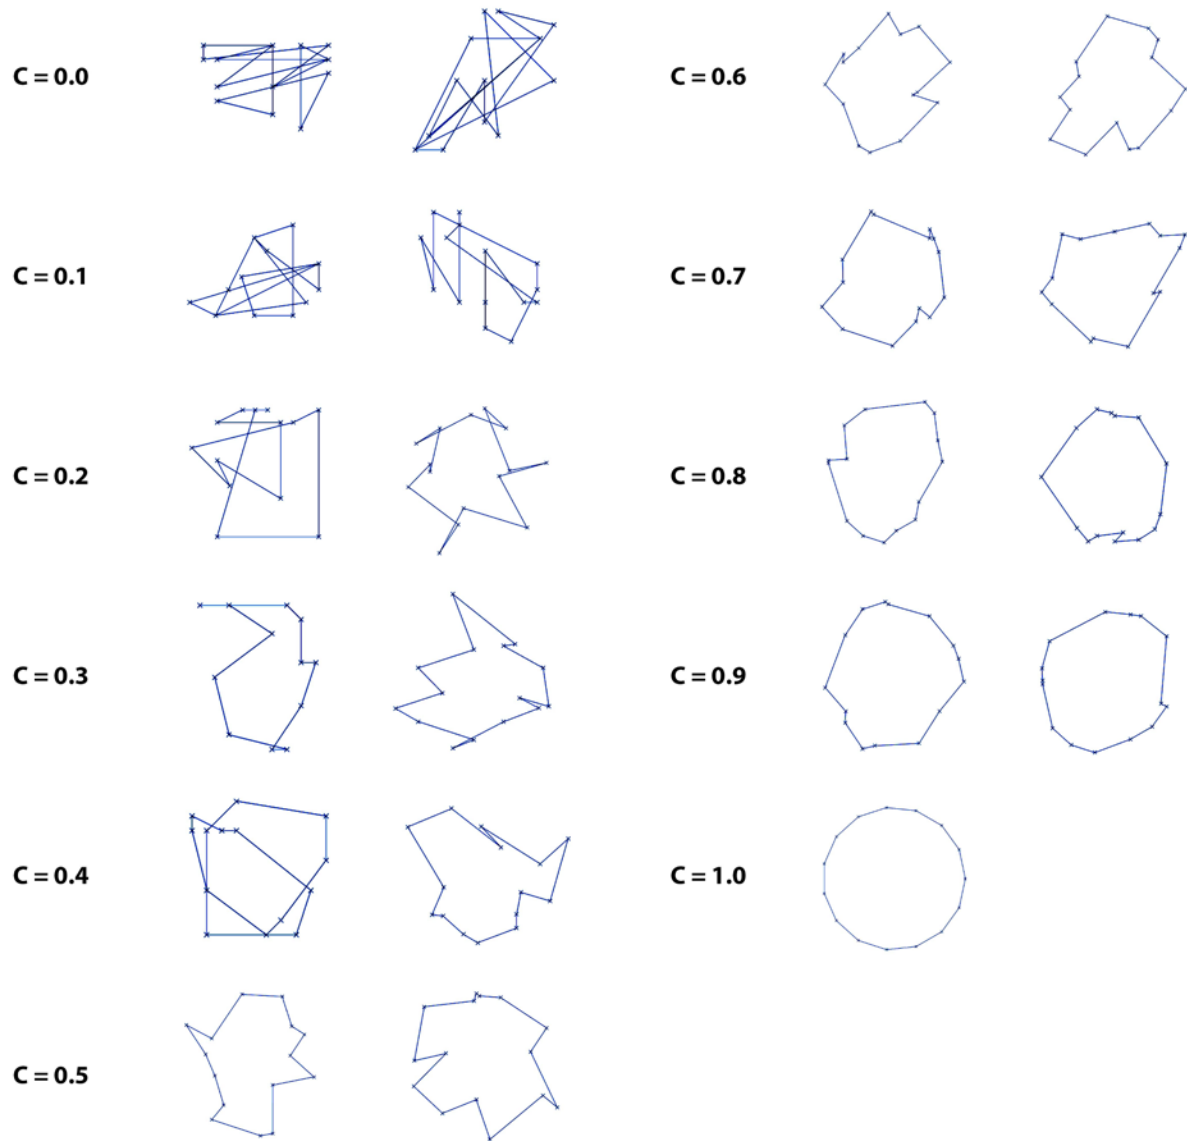 C = 0.0
C = 0.1
C = 0.2
C = 0.3
C = 0.4
C = 0.5
C = 0.6
C = 0.7
C = 0.8
C = 0.9
C = 1.0